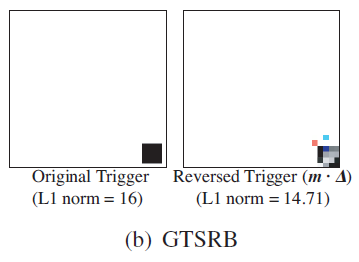 Original Trigger
(L1 norm = 16)
Reversed Trigger (m · Δ)
(L1 norm = 14.71)
(b) GTSRB